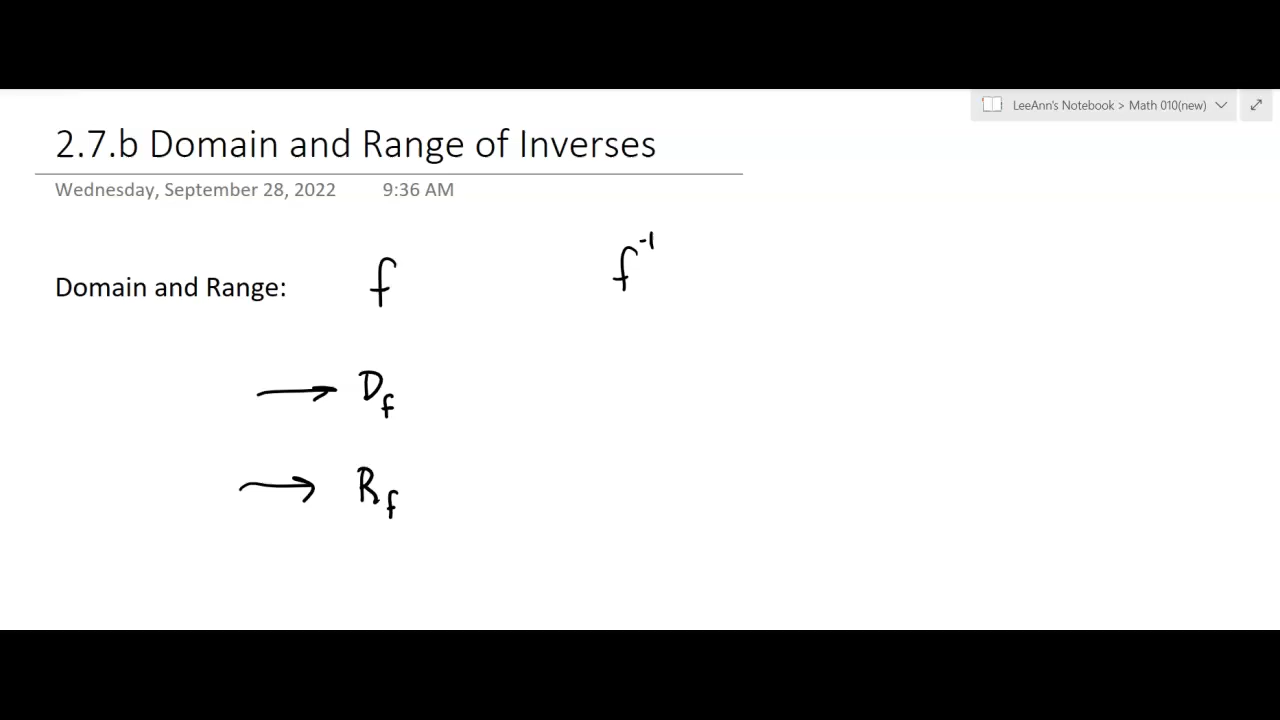 LeeAnn's Notebook > Math 010(new)
2.7.b Domain and Range of Inverses
Wednesday, September 28, 2022 9:36 AM
Domain and Range: f f⁻¹
→ D_f
→ R_f